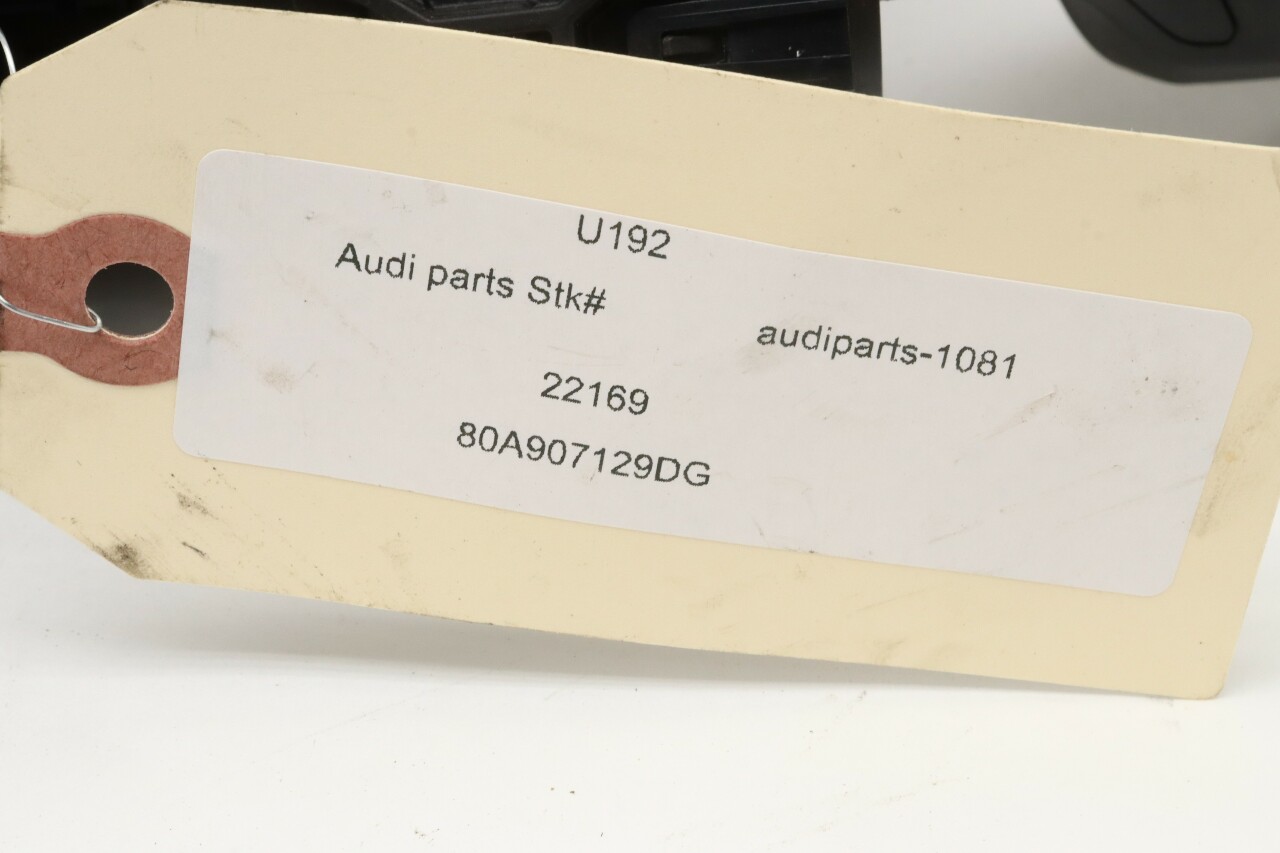 U192
Audi parts Stk#
audiparts-1081
22169
80A907129DG